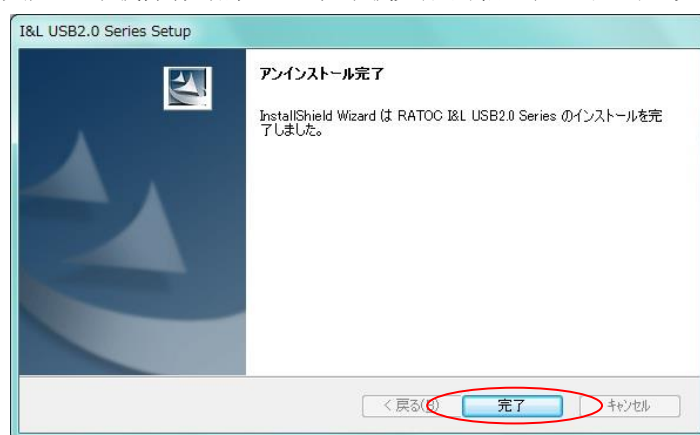 I&L USB2.0 Series Setup
アンインストール完了
InstallShield Wizard は RATOC I&L USB2.0 Series のインストールを完
了しました。
< 戻る(B) 完了 キャンセル